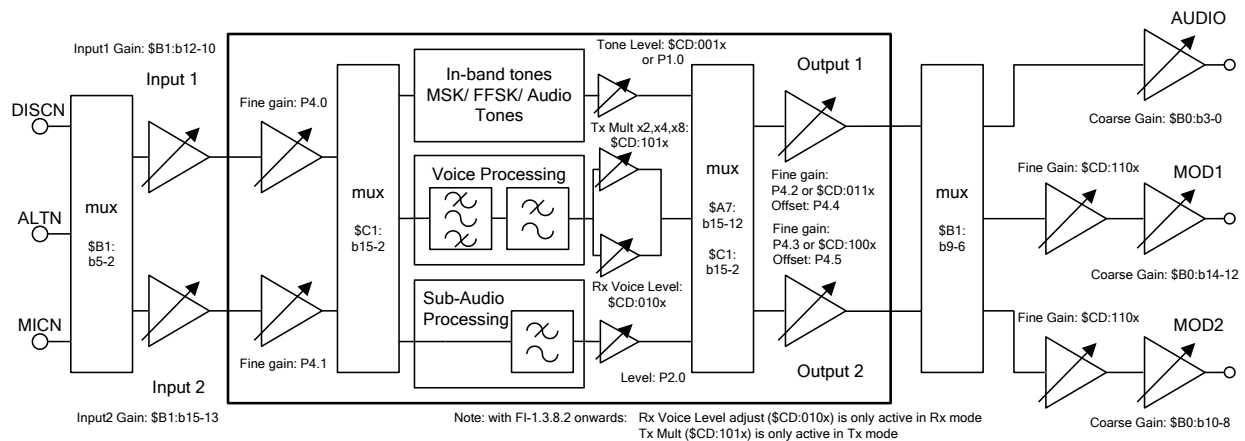 AUDIO
Input1 Gain: $B1:b12-10
Tone Level: $CD:001x
or P1.0
Input 1
In-band tones
MSK/ FFSK/ Audio
Tones
Output 1
DISCN
Fine gain: P4.0
Coarse Gain: $B0:b3-0
Tx Mult x2,x4,x8:
$CD:101x
mux
Voice Processing
mux
Fine gain:
P4.2 or $CD:011x
Offset: P4.4
Fine Gain: $CD:110x
MOD1
mux
mux
ALTN
$B1:
b5-2
$C1:
b15-2
$A7:
b15-12
$C1:
b15-2
Fine gain:
P4.3 or $CD:100x
Offset: P4.5
$B1:
b9-6
Rx Voice Level:
$CD:010x
Coarse Gain: $B0:b14-12
MICN
Sub-Audio
Processing
Fine Gain: $CD:110x
MOD2
Fine gain: P4.1
Level: P2.0
Output 2
Input 2
Input2 Gain: $B1:b15-13
Note: with FI-1.3.8.2 onwards: Rx Voice Level adjust ($CD:010x) is only active in Rx mode
Tx Mult ($CD:101x) is only active in Tx mode
Coarse Gain: $B0:b10-8